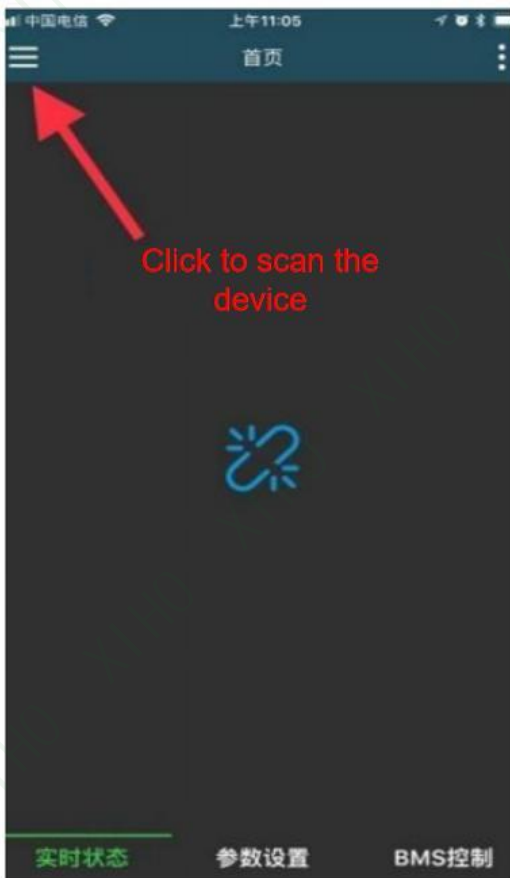 中国电信 上午11:05
首页
Click to scan the
device
实时状态 参数设置 BMS控制